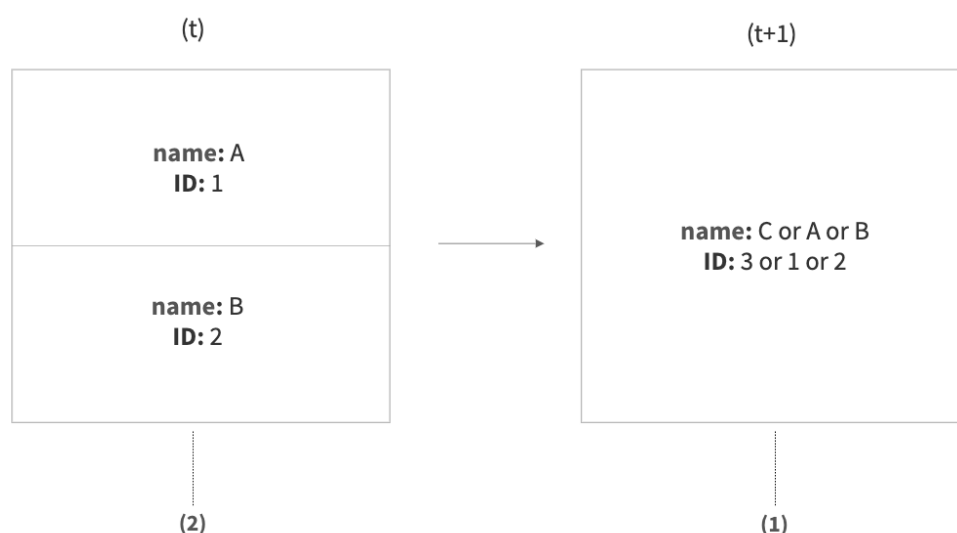 (t)
(t+1)
name: A
ID: 1
name: B
ID: 2
name: C or A or B
ID: 3 or 1 or 2
(2)
(1)